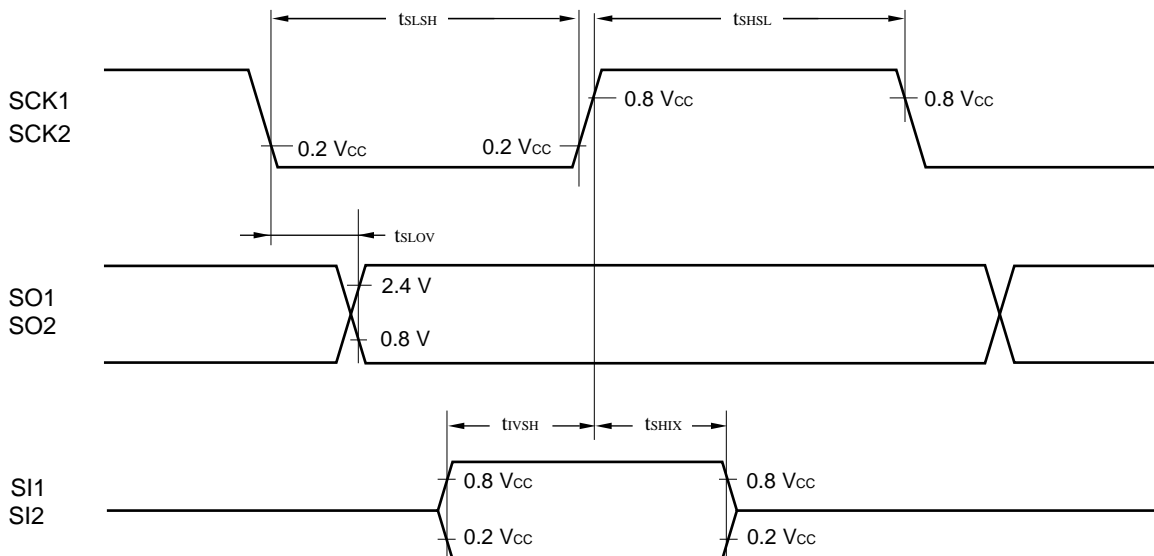 tSLSH
tSHSL
SCK1
SCK2
0.8 VCC
0.8 VCC
0.2 VCC
0.2 VCC
tSLOV
SO1
SO2
2.4 V
0.8 V
tIVSH
tSHIX
SI1
SI2
0.8 VCC
0.8 VCC
0.2 VCC
0.2 VCC